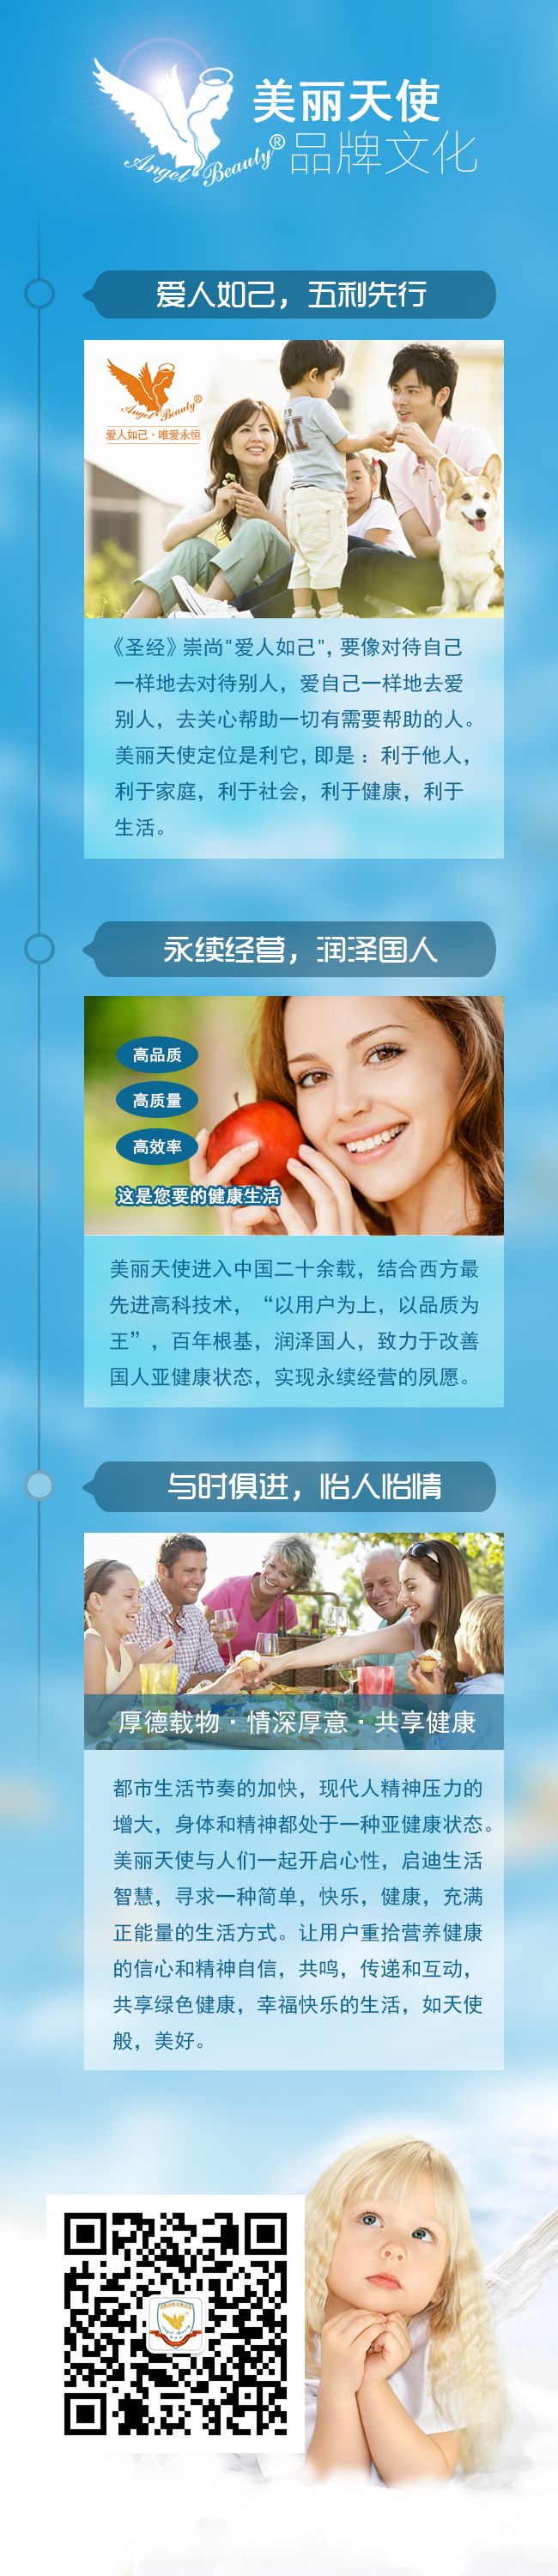 美丽天使
Angel Beauty®
品牌文化
爱人如己，五利先行
Angel Beauty®
爱人如己·唯爱永恒
《圣经》崇尚"爱人如己"，要像对待自己
一样地去对待别人，爱自己一样地去爱
别人，去关心帮助一切有需要帮助的人。
美丽天使定位是利它，即是：利于他人，
利于家庭，利于社会，利于健康，利于
生活。
永续经营，润泽国人
高品质
高质量
高效率
这是您要的健康生活
美丽天使进入中国二十余载，结合西方最
先进高科技术，“以用户为上，以品质为
王”，百年根基，润泽国人，致力于改善
国人亚健康状态，实现永续经营的夙愿。
与时俱进，怡人怡情
厚德载物·情深厚意·共享健康
都市生活节奏的加快，现代人精神压力的
增大，身体和精神都处于一种亚健康状态。
美丽天使与人们一起开启心性，启迪生活
智慧，寻求一种简单，快乐，健康，充满
正能量的生活方式。让用户重拾营养健康
的信心和精神自信，共鸣，传递和互动，
共享绿色健康，幸福快乐的生活，如天使
般，美好。